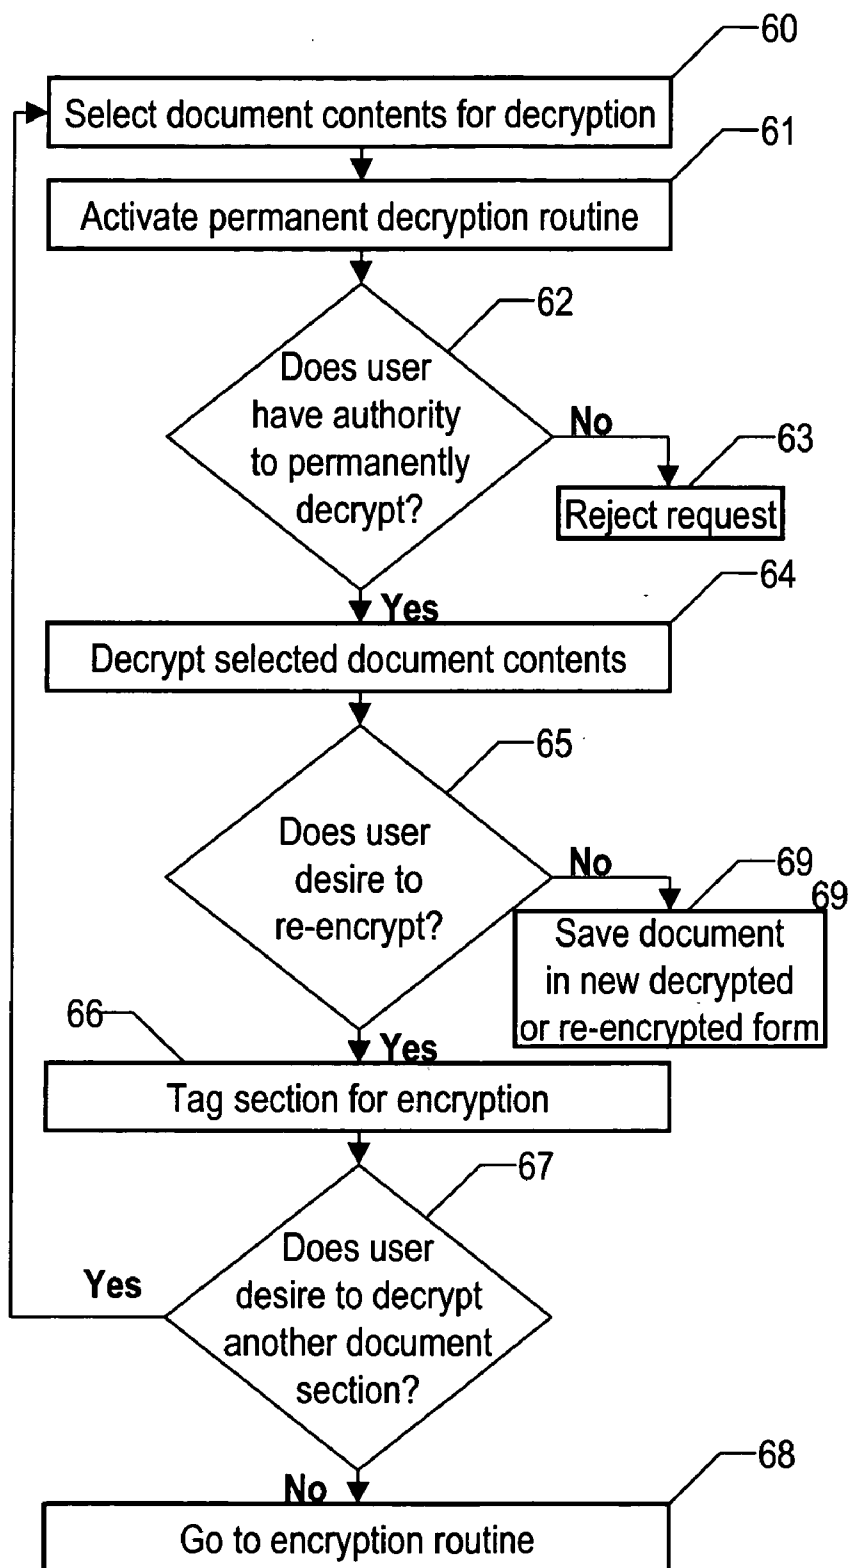 60
Select document contents for decryption
61
Activate permanent decryption routine
62
Does user
have authority
to permanently
decrypt?
No
63
Reject request
64
Yes
Decrypt selected document contents
65
Does user
desire to
re-encrypt?
No
69
69
Save document
in new decrypted
or re-encrypted form
66
Yes
Tag section for encryption
67
Does user
desire to decrypt
another document
section?
Yes
68
No
Go to encryption routine